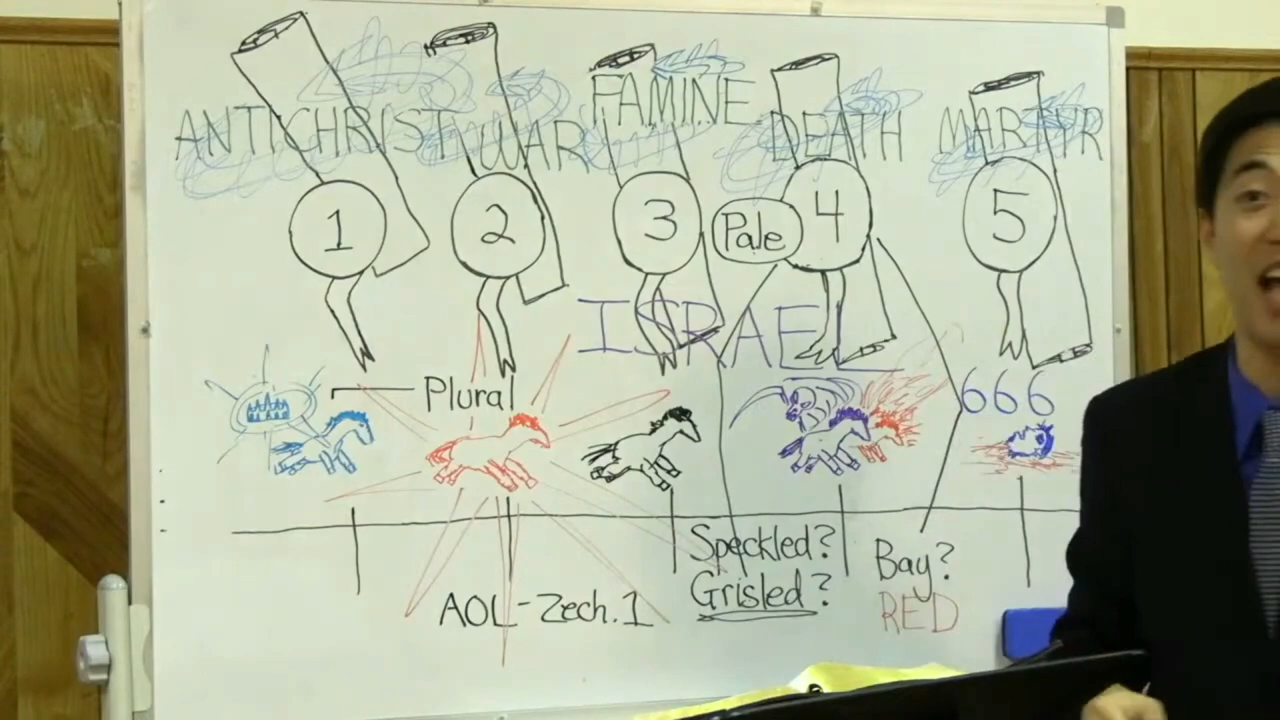 ANTICHRIST WAR FAMINE DEATH MARTYR
1 2 3 Pale 4 5
ISRAEL
Plural 666
Speckled? Bay?
Grisled? RED
AOL-Zech.1